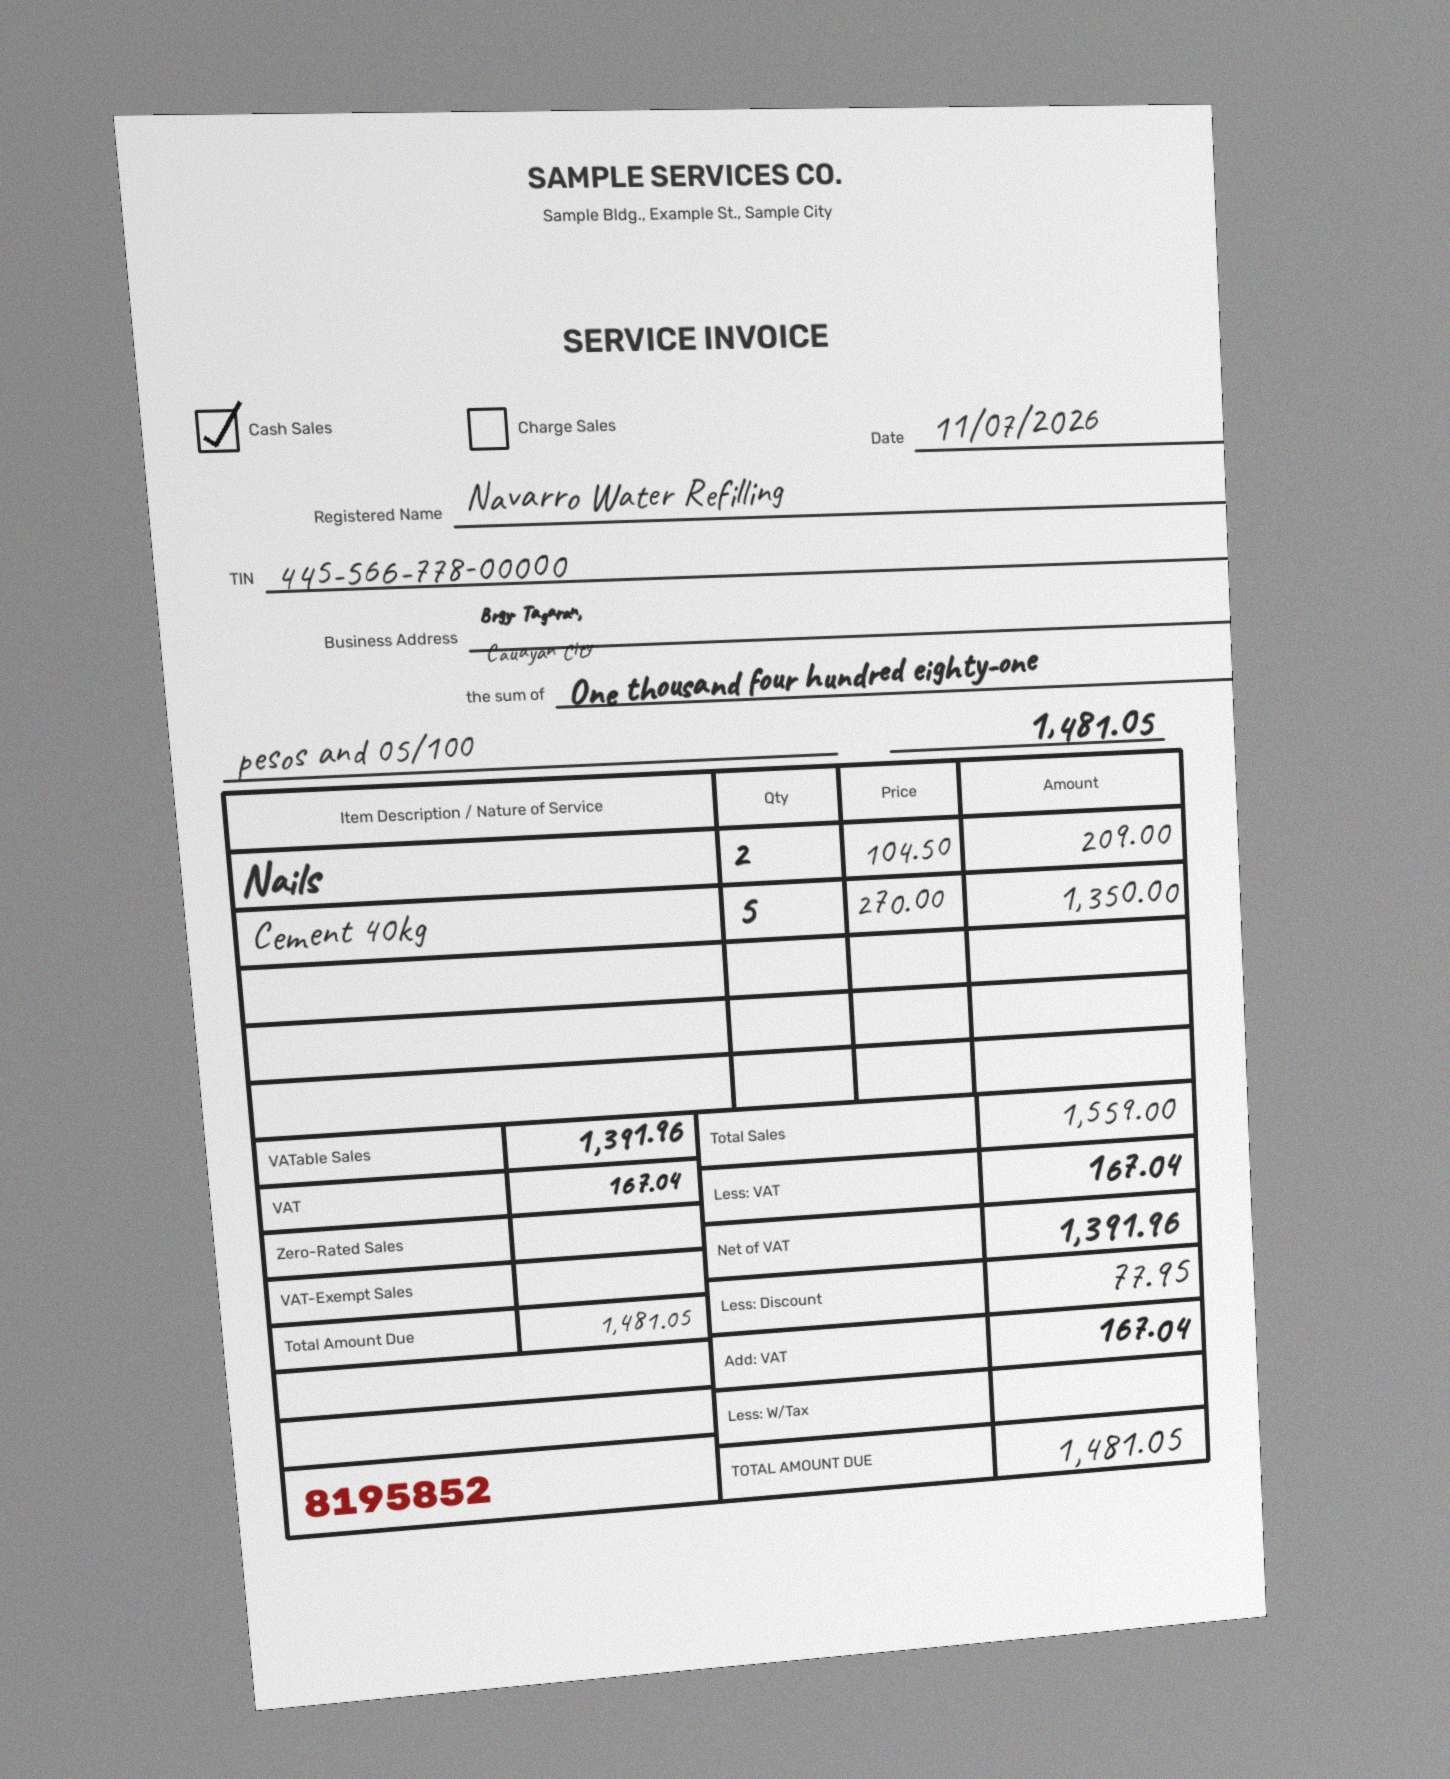 SAMPLE SERVICES CO.
Sample Bldg., Example St., Sample City
SERVICE INVOICE
Cash Sales Charge Sales Date 11/07/2026
Registered Name Navarro Water Refilling
TIN 445-566-778-00000
Business Address Brgy Tagaran,
Cauayan City
the sum of One thousand four hundred eighty-one
pesos and 05/100 1,481.05
Item Description / Nature of Service Qty Price Amount
Nails 2 104.50 209.00
Cement 40kg 5 270.00 1,350.00
VATable Sales 1,391.96 Total Sales 1,559.00
VAT 167.04 Less: VAT 167.04
Zero-Rated Sales Net of VAT 1,391.96
VAT-Exempt Sales Less: Discount 77.95
Total Amount Due 1,481.05 Add: VAT 167.04
Less: W/Tax
TOTAL AMOUNT DUE 1,481.05
8195852